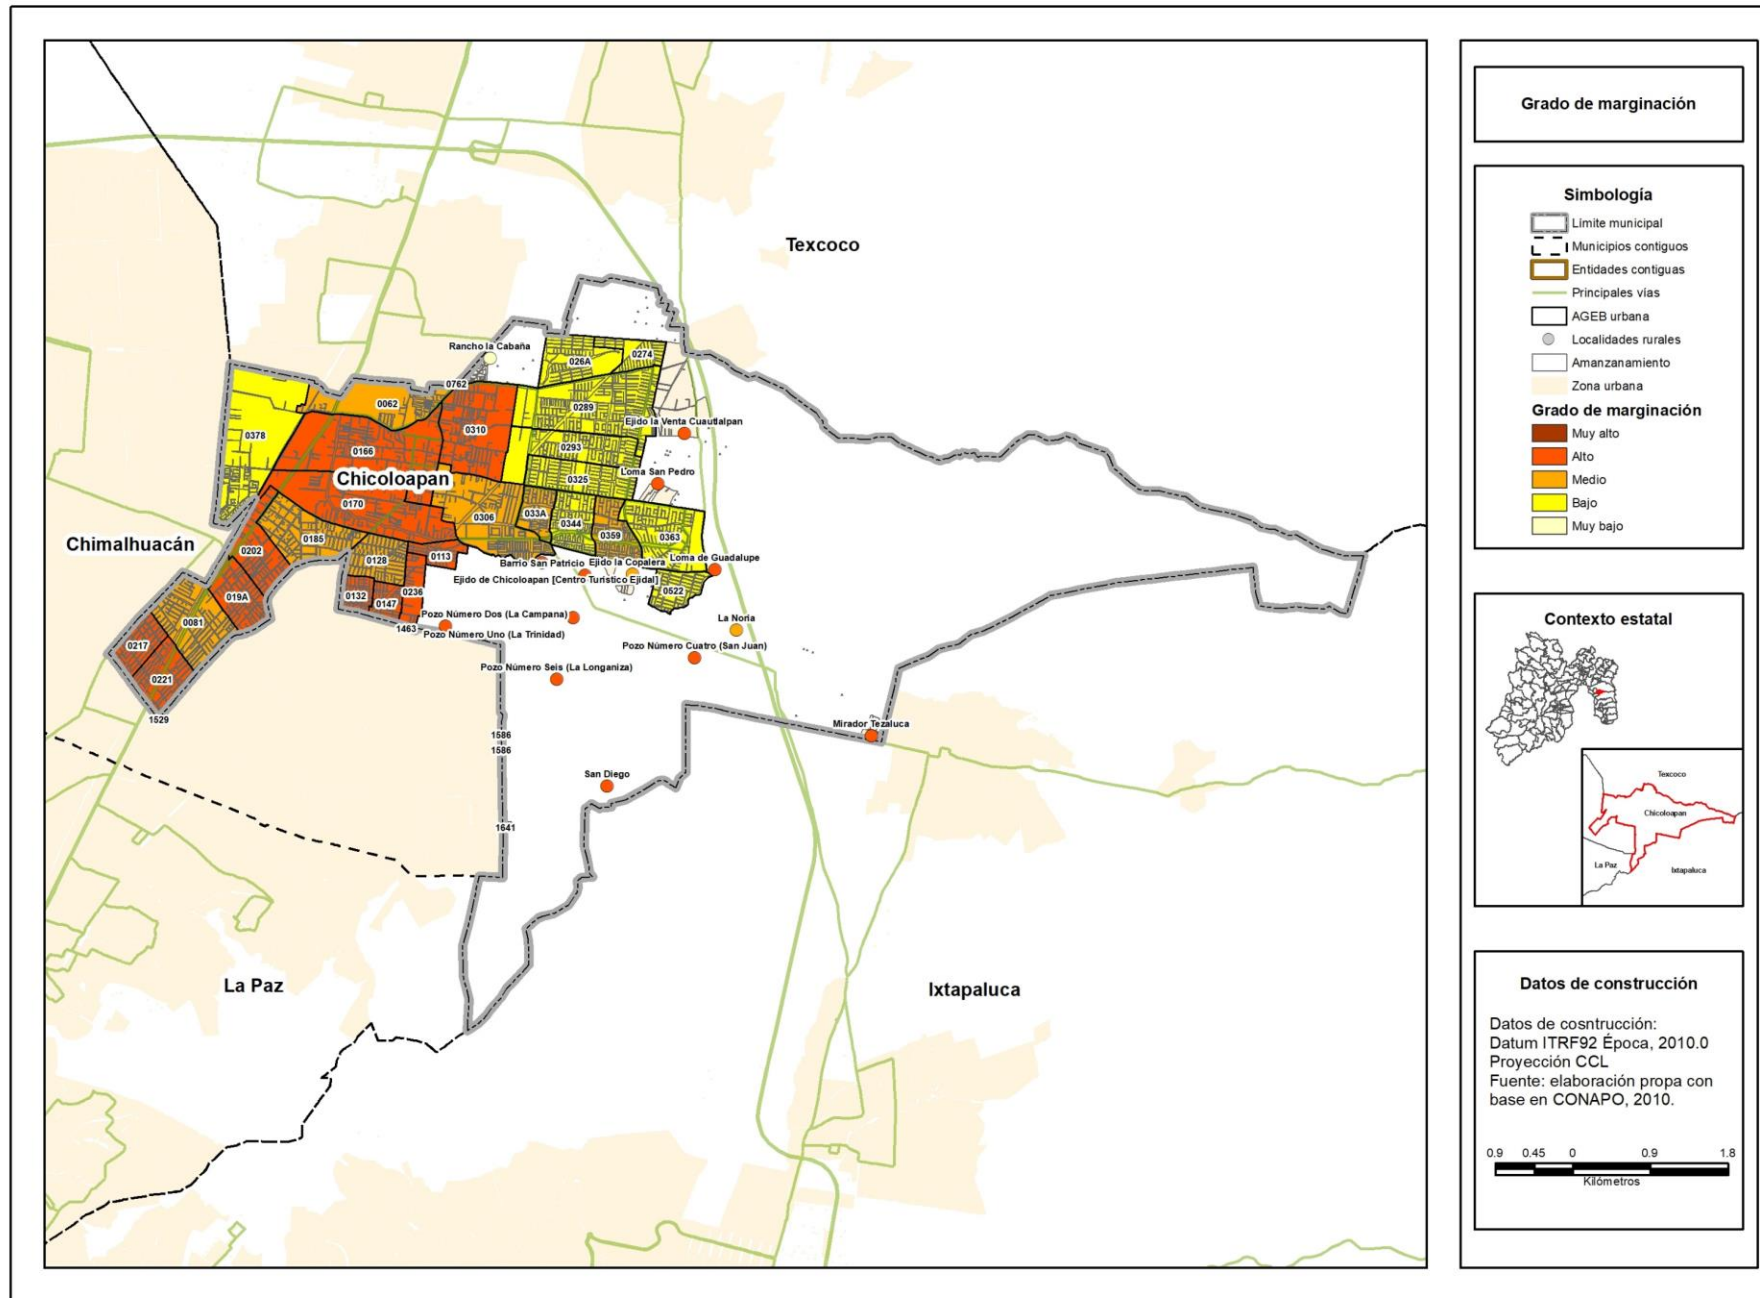 Texcoco
Rancho la Cabaña
026A
0274
0762
0062
0289
0378
0310
Ejido la Venta Cuautlalpan
0166
0293
Loma San Pedro
Chicoloapan
0325
0170
0306
033A
0344
0359
0363
Chimalhuacán
0185
0202
0113
0128
Barrio San Patricio
Ejido la Copalera
Loma de Guadalupe
Ejido de Chicoloapan [Centro Turístico Ejidal]
019A
0132
0147
0236
0522
0081
Pozo Número Dos (La Campana)
La Noria
1463
Pozo Número Uno (La Trinidad)
0217
Pozo Número Cuatro (San Juan)
Pozo Número Seis (La Longaniza)
0221
1529
Mirador Tezaluca
1586
1586
San Diego
1641
La Paz
Ixtapaluca
Grado de marginación
Simbología
Límite municipal
Municipios contiguos
Entidades contiguas
Principales vías
AGEB urbana
Localidades rurales
Amanzanamiento
Zona urbana
Grado de marginación
Muy alto
Alto
Medio
Bajo
Muy bajo
Contexto estatal
Texcoco
Chicoloapan
La Paz
Ixtapaluca
Datos de construcción
Datos de cosntrucción:
Datum ITRF92 Época, 2010.0
Proyección CCL
Fuente: elaboración propa con
base en CONAPO, 2010.
0.9 0.45 0 0.9 1.8
Kilómetros